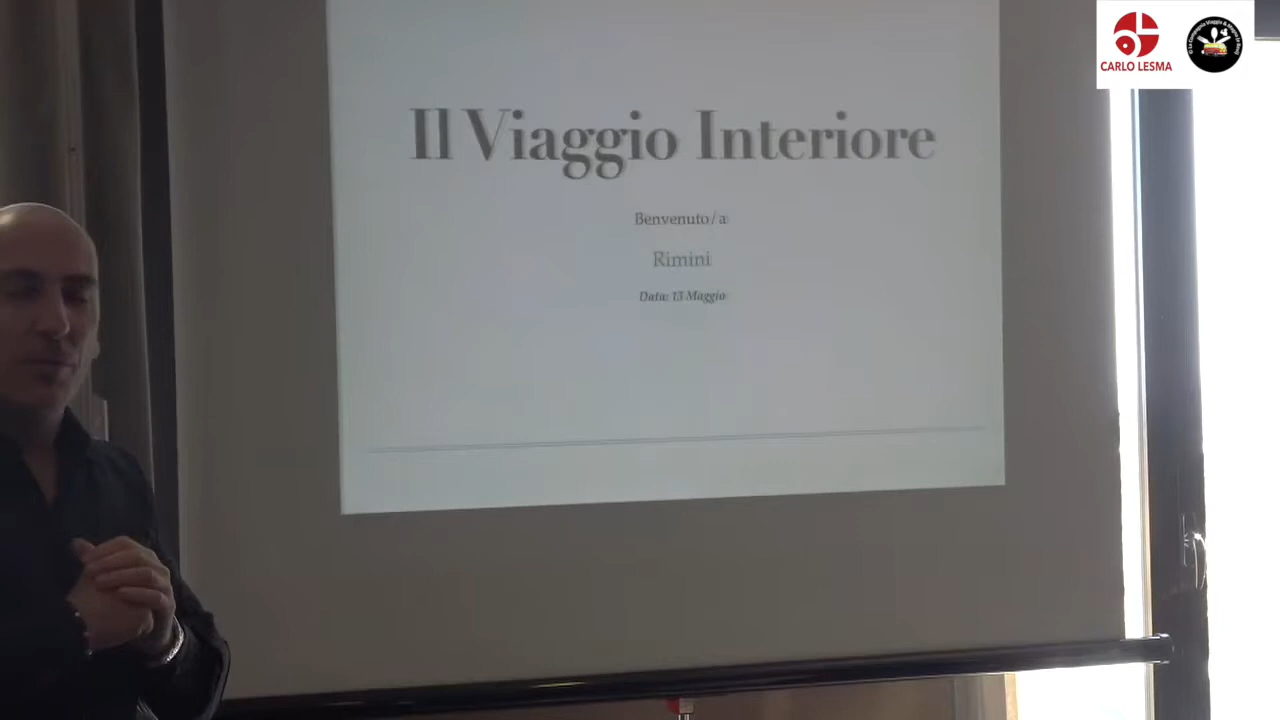 Il Viaggio Interiore
Benvenuto/a
Rimini
Data: 13 Maggio
CARLO LESMA